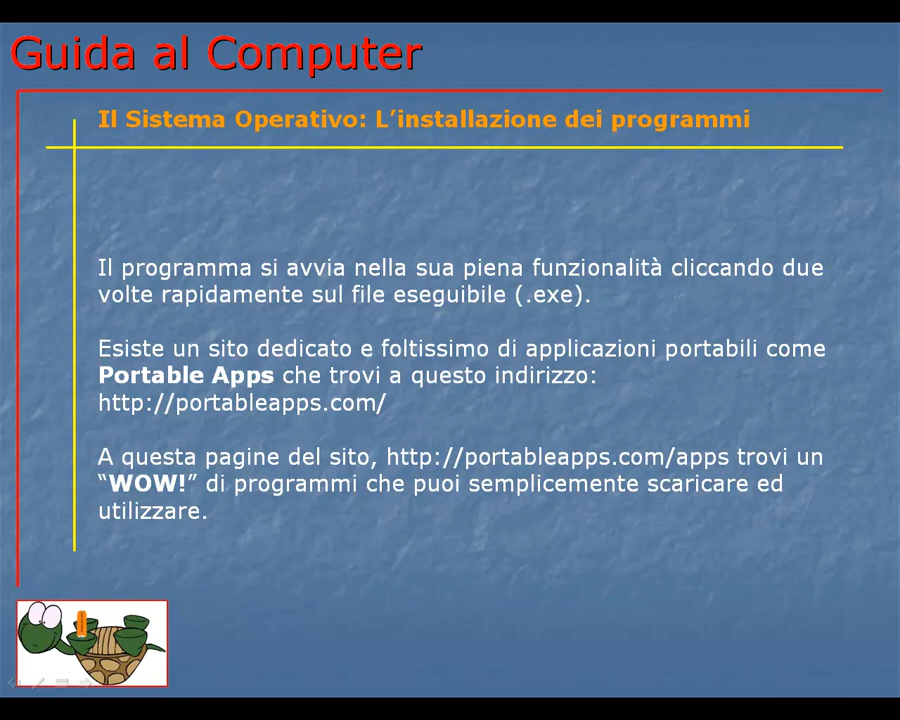 Guida al Computer
Il Sistema Operativo: L’installazione dei programmi
Il programma si avvia nella sua piena funzionalità cliccando due
volte rapidamente sul file eseguibile (.exe).
Esiste un sito dedicato e foltissimo di applicazioni portabili come
Portable Apps che trovi a questo indirizzo:
http://portableapps.com/
A questa pagine del sito, http://portableapps.com/apps trovi un
“WOW!” di programmi che puoi semplicemente scaricare ed
utilizzare.